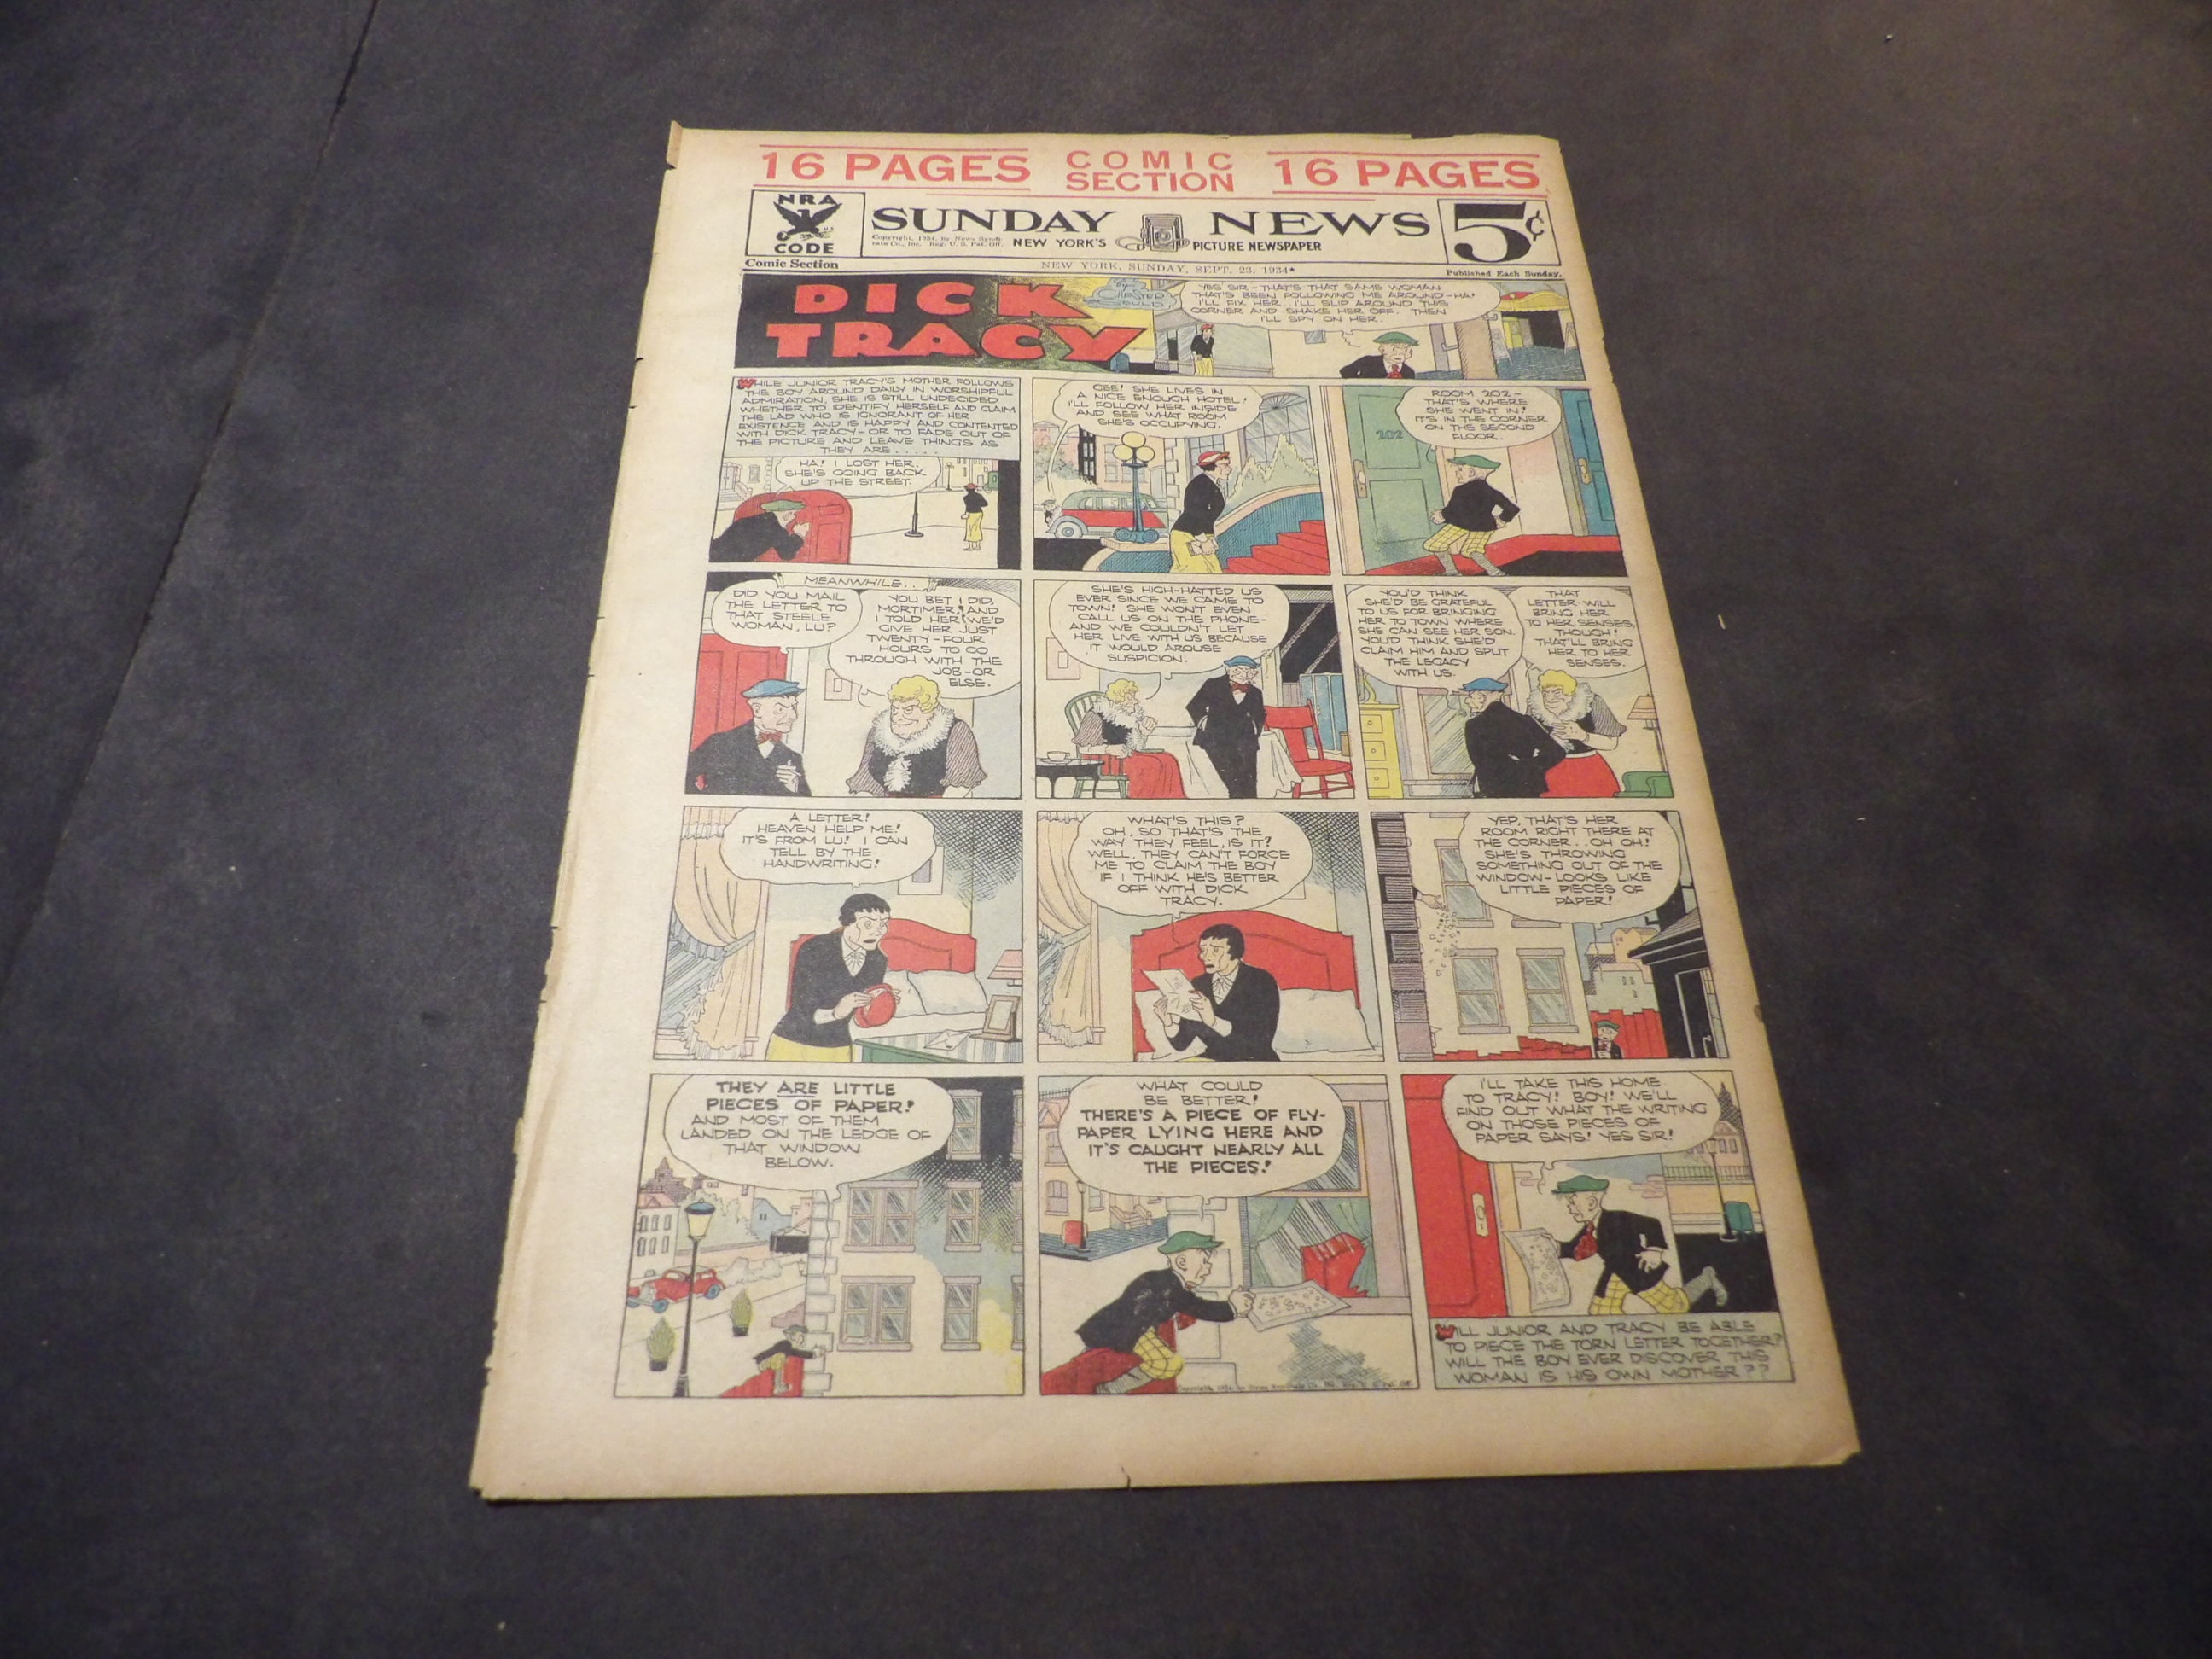 16 PAGES
COMIC
SECTION
16 PAGES
NRA
CODE
SUNDAY NEWS
Copyright, 1934, by News Syndi-
cate Co., Inc. Reg. U. S. Pat. Off.
NEW YORK'S PICTURE NEWSPAPER
5¢
Comic Section
NEW YORK, SUNDAY, SEPT. 23, 1934*
Published Each Sunday.
DICK
TRACY
by
CHESTER
GOULD
YES SIR - THAT'S THAT SAME WOMAN
THAT'S BEEN FOLLOWING ME AROUND - HA!
I'LL FIX HER. I'LL SLIP AROUND THIS
CORNER AND SHAKE HER OFF. THEN
I'LL SPY ON HER.
WHILE JUNIOR TRACY'S MOTHER FOLLOWS
THE BOY AROUND DAILY IN WORSHIPFUL
ADMIRATION, SHE IS STILL UNDECIDED
WHETHER TO IDENTIFY HERSELF AND CLAIM
THE LAD WHO IS IGNORANT OF HER
EXISTENCE AND IS HAPPY AND CONTENTED
WITH DICK TRACY - OR TO FADE OUT OF
THE PICTURE AND LEAVE THINGS AS
THEY ARE.....
HA! I LOST HER.
SHE'S GOING BACK
UP THE STREET.
GEE! SHE LIVES IN
A NICE ENOUGH HOTEL!
I'LL FOLLOW HER INSIDE
AND SEE WHAT ROOM
SHE'S OCCUPYING.
ROOM 202 -
THAT'S WHERE
SHE WENT IN!
IT'S IN THE CORNER
ON THE SECOND
FLOOR.
202
MEANWHILE..
DID YOU MAIL
THE LETTER TO
THAT STEELE
WOMAN, LU?
YOU BET I DID,
MORTIMER, AND
I TOLD HER WE'D
GIVE HER JUST
TWENTY-FOUR
HOURS TO GO
THROUGH WITH THE
JOB - OR
ELSE.
SHE'S HIGH-HATTED US
EVER SINCE WE CAME TO
TOWN! SHE WON'T EVEN
CALL US ON THE PHONE -
AND WE COULDN'T LET
HER LIVE WITH US BECAUSE
IT WOULD AROUSE
SUSPICION.
YOU'D THINK
SHE'D BE GRATEFUL
TO US FOR BRINGING
HER TO TOWN WHERE
SHE CAN SEE HER SON.
YOU'D THINK SHE'D
CLAIM HIM AND SPLIT
THE LEGACY
WITH US.
THAT
LETTER WILL
BRING HER
TO HER SENSES,
THOUGH!
THAT'LL BRING
HER TO HER
SENSES.
A LETTER!
HEAVEN HELP ME!
IT'S FROM LU! I CAN
TELL BY THE
HANDWRITING!
WHAT'S THIS?
OH, SO THAT'S THE
WAY THEY FEEL, IS IT?
WELL, THEY CAN'T FORCE
ME TO CLAIM THE BOY
IF I THINK HE'S BETTER
OFF WITH DICK
TRACY.
YEP, THAT'S HER
ROOM RIGHT THERE AT
THE CORNER.. OH OH!
SHE'S THROWING
SOMETHING OUT OF THE
WINDOW - LOOKS LIKE
LITTLE PIECES OF
PAPER!
THEY ARE LITTLE
PIECES OF PAPER!
AND MOST OF THEM
LANDED ON THE LEDGE OF
THAT WINDOW
BELOW.
WHAT COULD
BE BETTER!
THERE'S A PIECE OF FLY-
PAPER LYING HERE AND
IT'S CAUGHT NEARLY ALL
THE PIECES!
I'LL TAKE THIS HOME
TO TRACY! BOY! WE'LL
FIND OUT WHAT THE WRITING
ON THOSE PIECES OF
PAPER SAYS! YES SIR!
WILL JUNIOR AND TRACY BE ABLE
TO PIECE THE TORN LETTER TOGETHER?
WILL THE BOY EVER DISCOVER THIS
WOMAN IS HIS OWN MOTHER??